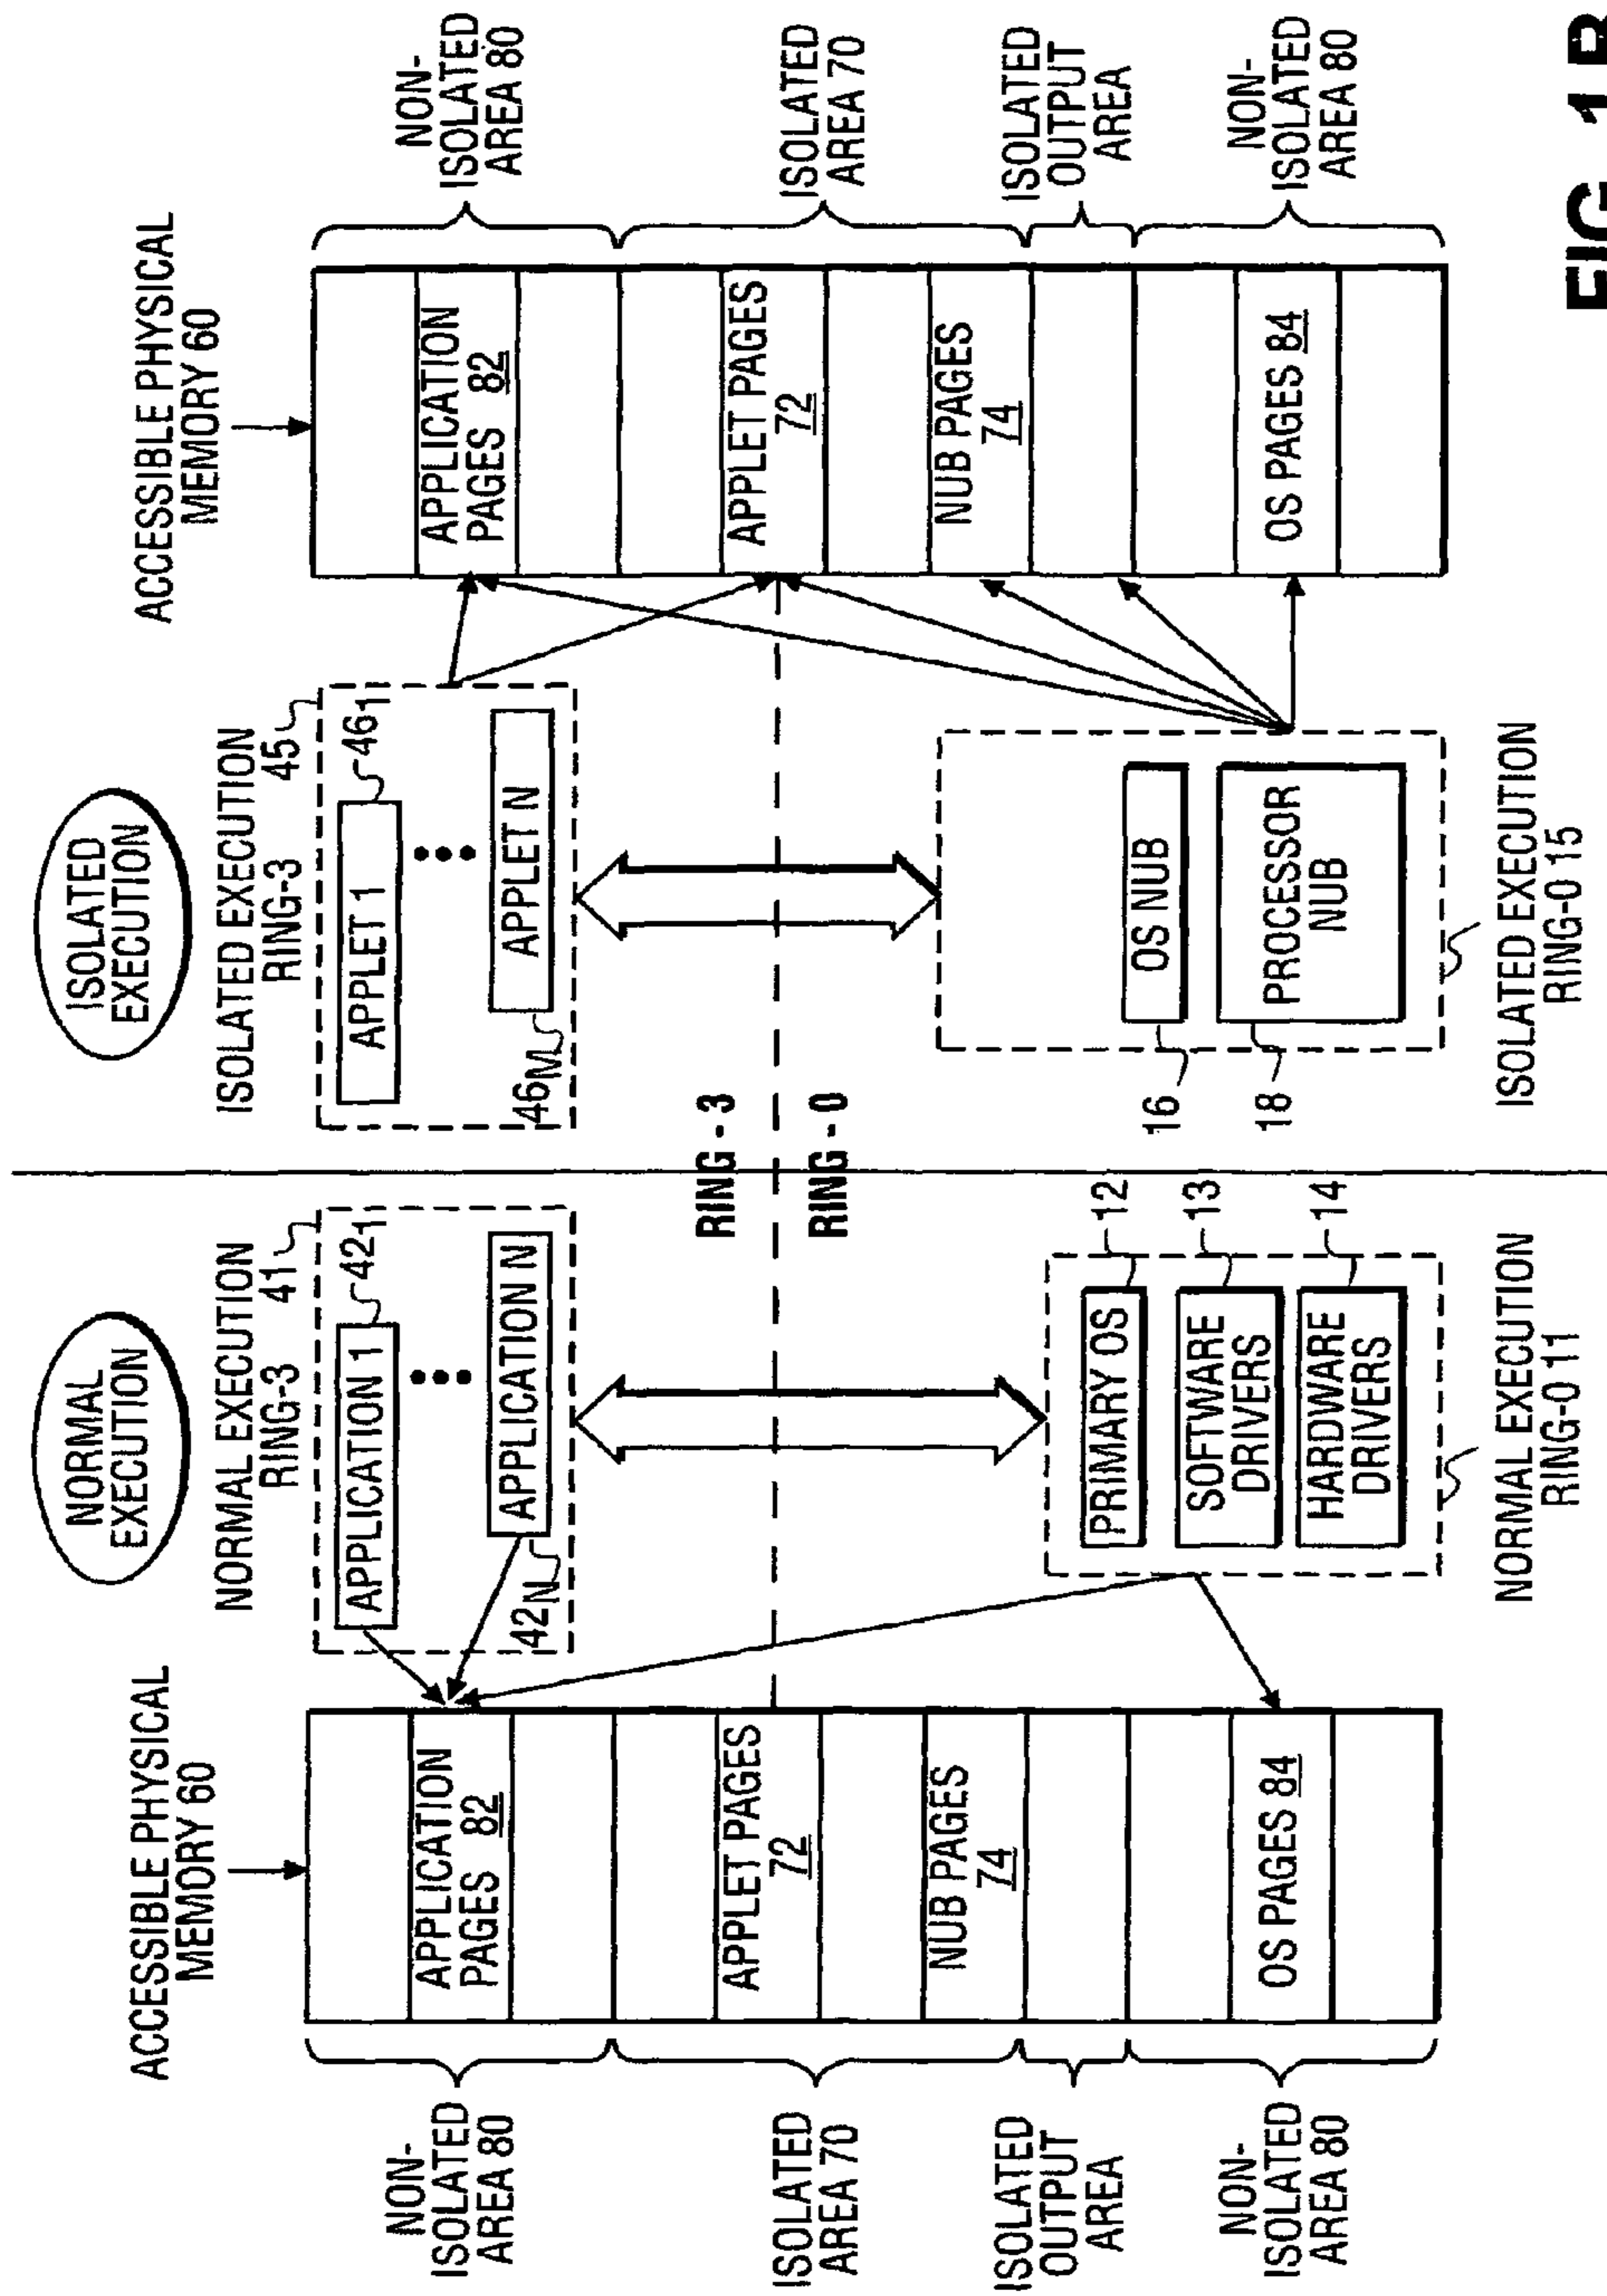 NORMAL
EXECUTION
ISOLATED
EXECUTION
ACCESSIBLE PHYSICAL
MEMORY 60
NORMAL EXECUTION
RING-3 41
ISOLATED EXECUTION
RING-3 45
ACCESSIBLE PHYSICAL
MEMORY 60
NON-
ISOLATED
AREA 80
APPLICATION
PAGES 82
APPLICATION 1
421
APPLICATION N
42N
APPLET 1
461
APPLET N
46M
APPLICATION
PAGES 82
NON-
ISOLATED
AREA 80
ISOLATED
AREA 70
APPLET PAGES
72
RING - 3
RING - 0
APPLET PAGES
72
ISOLATED
AREA 70
NUB PAGES
74
NUB PAGES
74
ISOLATED
OUTPUT
AREA
ISOLATED
OUTPUT
AREA
NON-
ISOLATED
AREA 80
OS PAGES 84
PRIMARY OS
12
SOFTWARE
DRIVERS
13
HARDWARE
DRIVERS
14
16
OS NUB
18
PROCESSOR
NUB
OS PAGES 84
NON-
ISOLATED
AREA 80
NORMAL EXECUTION
RING-0 11
ISOLATED EXECUTION
RING-0 15
FIG. 1B